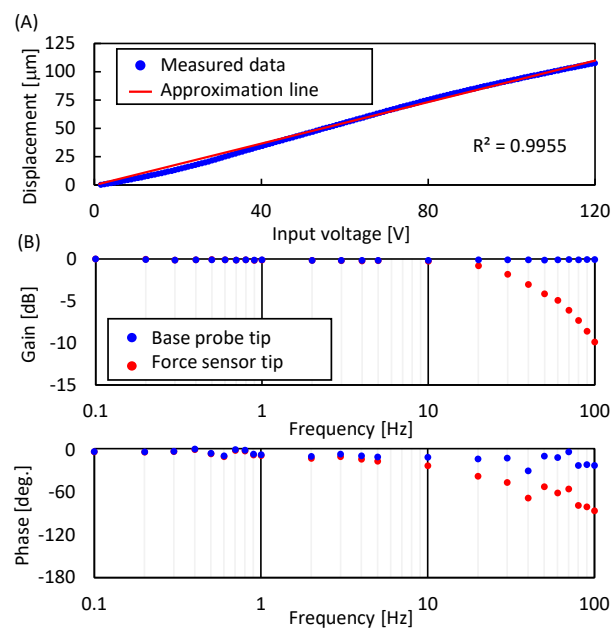 (A)
125
100
75
50
25
0
Displacement [μm]
Measured data
Approximation line
R² = 0.9955
0 40 80 120
Input voltage [V]
(B)
0
-5
-10
-15
Gain [dB]
Base probe tip
Force sensor tip
0.1 1 10 100
Frequency [Hz]
0
-60
-120
-180
Phase [deg.]
0.1 1 10 100
Frequency [Hz]